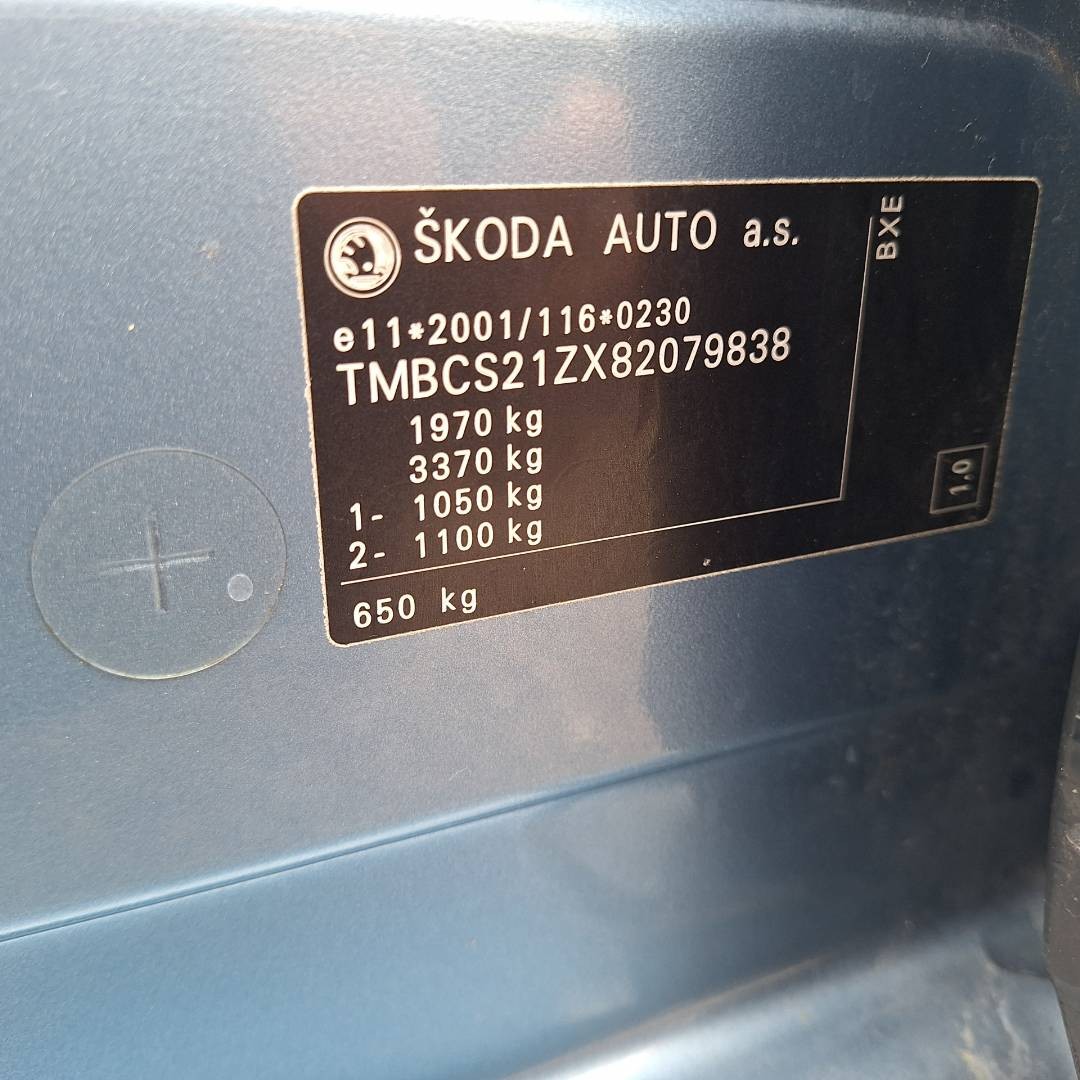 ŠKODA AUTO a.s.
BXE
e11*2001/116*0230
TMBCS21ZX82079838
1970 kg
3370 kg
1- 1050 kg
2- 1100 kg
650 kg
1.0